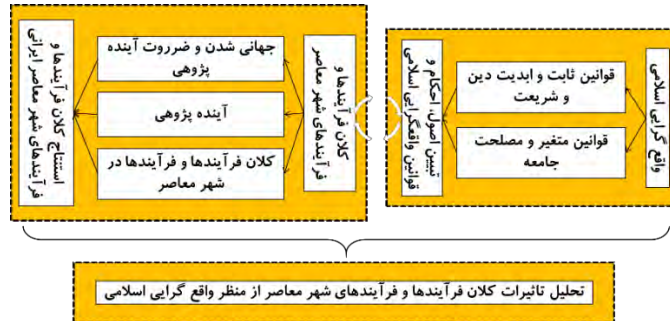 واقع گرایی اسلامی
قوانین ثابت و ابدیت دین
و شریعت
قوانین متغیر و مصلحت
جامعه
تبیین اصول، احکام و
قوانین واقعگرایی اسلامی
کلان فرآیندها و
فرآیندهای شهر معاصر
جهانی شدن و ضرروت آینده
پژوهی
آینده پژوهی
کلان فرآیندها و فرآیندها در
شهر معاصر
استنتاج کلان فرآیندها و
فرآیندهای شهر معاصر ایرانی
تحلیل تاثیرات کلان فرآیندها و فرآیندهای شهر معاصر از منظر واقع گرایی اسلامی